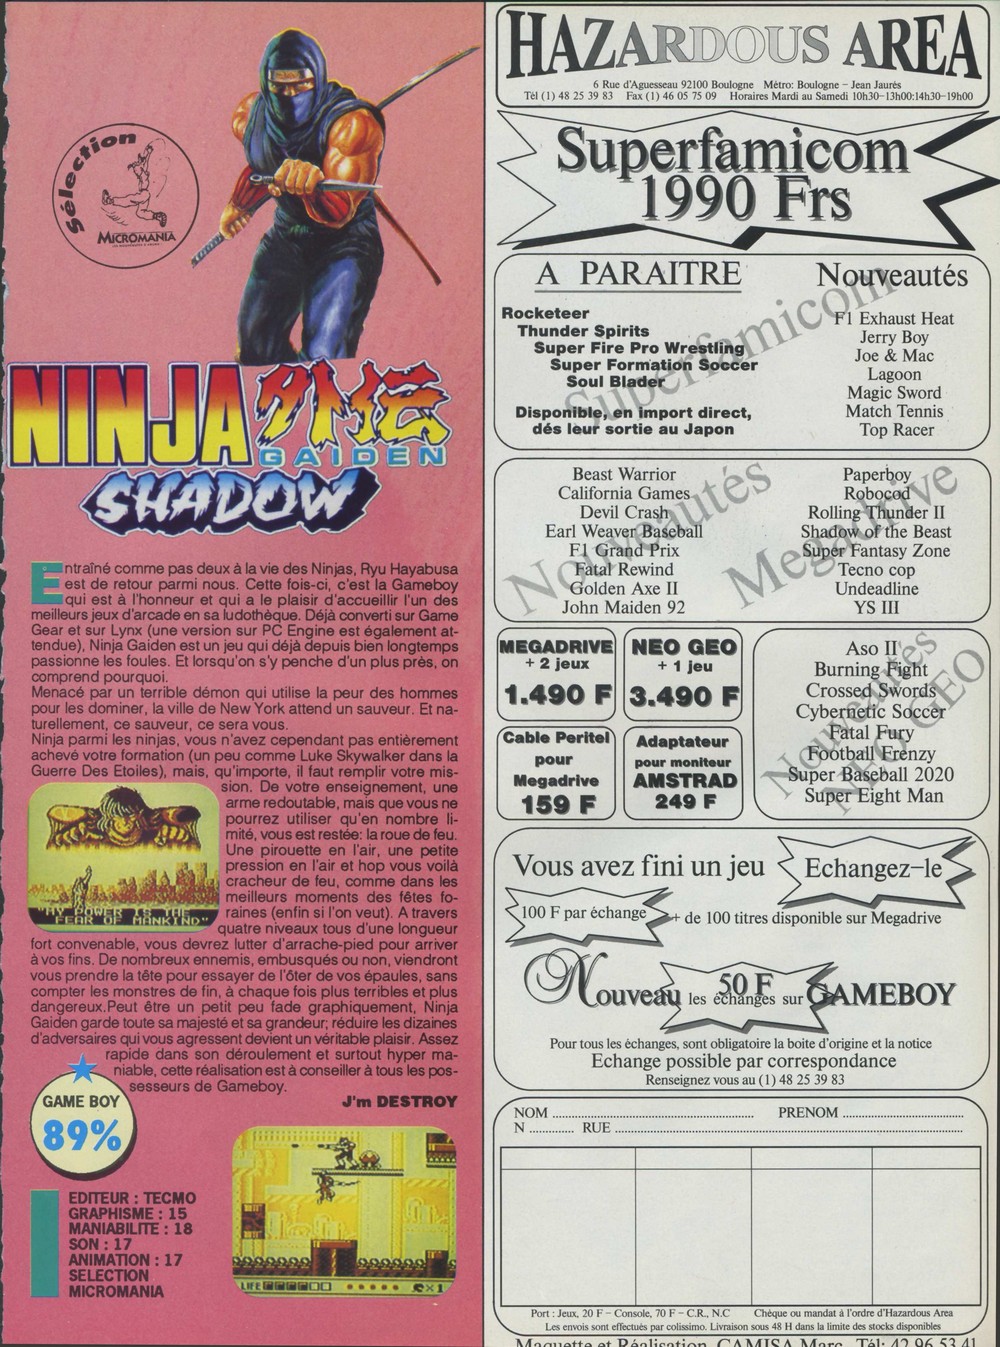 Sélection
MICROMANIA
NINJA
GAIDEN
SHADOW
Entraîné comme pas deux à la vie des Ninjas, Ryu Hayabusa
est de retour parmi nous. Cette fois-ci, c'est la Gameboy
qui est à l'honneur et qui a le plaisir d'accueillir l'un des
meilleurs jeux d'arcade en sa ludothèque. Déjà converti sur Game
Gear et sur Lynx (une version sur PC Engine est également at-
tendue), Ninja Gaiden est un jeu qui déjà depuis bien longtemps
passionne les foules. Et lorsqu'on s'y penche d'un plus près, on
comprend pourquoi.
Menacé par un terrible démon qui utilise la peur des hommes
pour les dominer, la ville de New York attend un sauveur. Et na-
turellement, ce sauveur, ce sera vous.
Ninja parmi les ninjas, vous n'avez cependant pas entièrement
achevé votre formation (un peu comme Luke Skywalker dans la
Guerre Des Etoiles), mais, qu'importe, il faut remplir votre mis-
sion. De votre enseignement, une
arme redoutable, mais que vous ne
pourrez utiliser qu'en nombre li-
mité, vous est restée: la roue de feu.
Une pirouette en l'air, une petite
pression en l'air et hop vous voilà
cracheur de feu, comme dans les
meilleurs moments des fêtes fo-
raines (enfin si l'on veut). A travers
quatre niveaux tous d'une longueur
fort convenable, vous devrez lutter d'arrache-pied pour arriver
à vos fins. De nombreux ennemis, embusqués ou non, viendront
vous prendre la tête pour essayer de l'ôter de vos épaules, sans
compter les monstres de fin, à chaque fois plus terribles et plus
dangereux.Peut être un petit peu fade graphiquement, Ninja
Gaiden garde toute sa majesté et sa grandeur; réduire les dizaines
d'adversaires qui vous agressent devient un véritable plaisir. Assez
rapide dans son déroulement et surtout hyper ma-
niable, cette réalisation est à conseiller à tous les pos-
sesseurs de Gameboy.
J'm DESTROY
"MY POWER IS THE
FEAR OF MANKIND"
GAME BOY
89%
EDITEUR : TECMO
GRAPHISME : 15
MANIABILITE : 18
SON : 17
ANIMATION : 17
SELECTION
MICROMANIA
LIFE
×1
HAZARDOUS AREA
6 Rue d'Aguesseau 92100 Boulogne Métro: Boulogne – Jean Jaurès
Tél (1) 48 25 39 83 Fax (1) 46 05 75 09 Horaires Mardi au Samedi 10h30–13h00:14h30–19h00
Superfamicom
1990 Frs
Superfamicom
A PARAITRE
Rocketeer
Thunder Spirits
Super Fire Pro Wrestling
Super Formation Soccer
Soul Blader
Disponible, en import direct,
dés leur sortie au Japon
Nouveautés
F1 Exhaust Heat
Jerry Boy
Joe & Mac
Lagoon
Magic Sword
Match Tennis
Top Racer
Nouveautés Megadrive
Beast Warrior
California Games
Devil Crash
Earl Weaver Baseball
F1 Grand Prix
Fatal Rewind
Golden Axe II
John Maiden 92
Paperboy
Robocod
Rolling Thunder II
Shadow of the Beast
Super Fantasy Zone
Tecno cop
Undeadline
YS III
MEGADRIVE
+ 2 jeux
1.490 F
NEO GEO
+ 1 jeu
3.490 F
Cable Peritel
pour
Megadrive
159 F
Adaptateur
pour moniteur
AMSTRAD
249 F
Nouveautés
NEO GEO
Aso II
Burning Fight
Crossed Swords
Cybernetic Soccer
Fatal Fury
Football Frenzy
Super Baseball 2020
Super Eight Man
Vous avez fini un jeu
Echangez–le
100 F par échange
+ de 100 titres disponible sur Megadrive
Nouveau les échanges sur GAMEBOY
50 F
Pour tous les échanges, sont obligatoire la boite d'origine et la notice
Echange possible par correspondance
Renseignez vous au (1) 48 25 39 83
NOM ........ PRENOM ........
N ........ RUE ........
Port : Jeux, 20 F – Console, 70 F – C.R., N.C Chèque ou mandat à l'ordre d'Hazardous Area
Les envois sont effectués par colissimo. Livraison sous 48 H dans la limite des stocks disponibles
Maquette et Réalisation CAMISA Marc Tél: 42 96 53 41